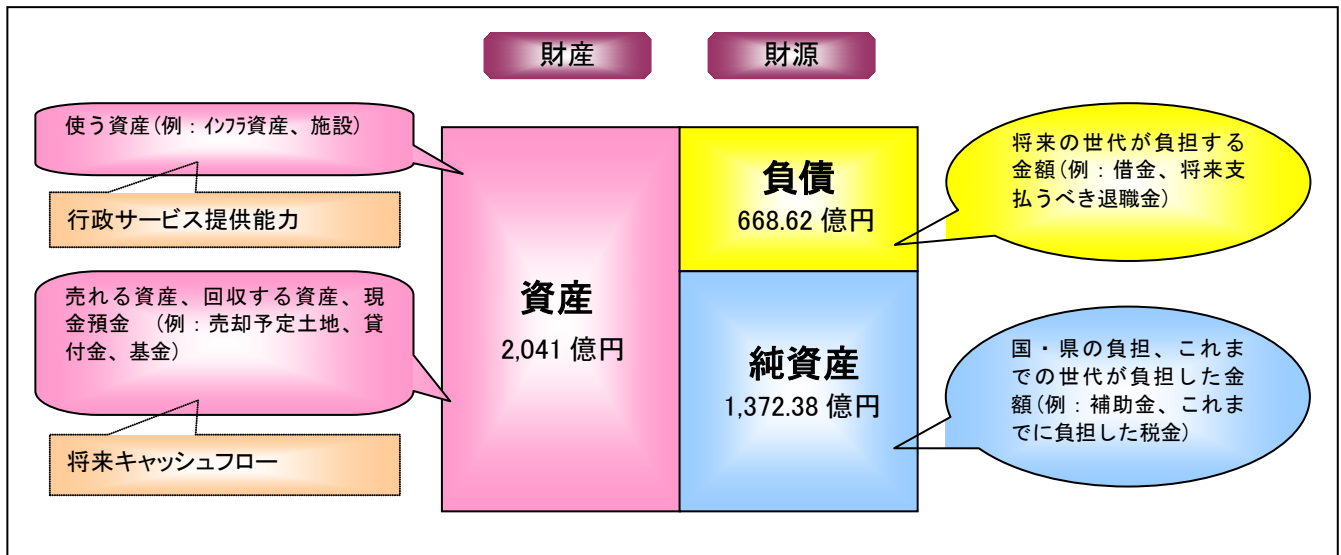 財産
財源
使う資産(例：ｲﾝﾌﾗ資産、施設)
行政サービス提供能力
売れる資産、回収する資産、現
金預金　(例：売却予定土地、貸
付金、基金)
将来キャッシュフロー
資産
2,041 億円
負債
668.62 億円
純資産
1,372.38 億円
将来の世代が負担する
金額(例：借金、将来支
払うべき退職金)
国・県の負担、これま
での世代が負担した金
額(例：補助金、これま
でに負担した税金)